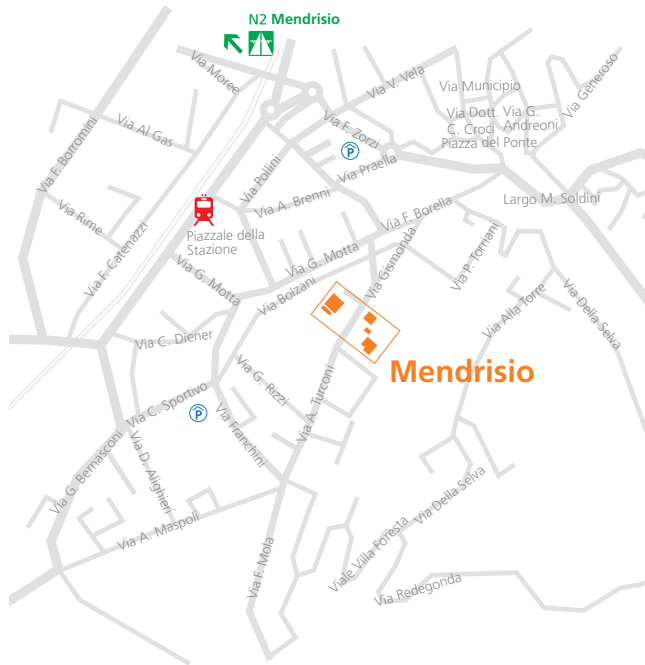 N2 Mendrisio
Via Moree
Via V. Vela
Via Municipio
Via Generoso
Via Dott.
C. Croci
Via G.
Andreoni
Piazza del Ponte
Via Al Gas
Via F. Zorzi
P
Via F. Borromini
Via Pollini
Via Praella
Via A. Brenni
Largo M. Soldini
Via Rime
Via F. Borella
Piazzale della
Stazione
Via F. Catenazzi
Via G. Motta
Via G. Motta
Via Gismonda
Via P. Torriani
Via Bolzani
Via Alla Torre
Via Della Selva
Via C. Diener
Mendrisio
Via G. Rizzi
Via C. Sportivo
P
Via A. Turconi
Via Franchini
Via G. Bernasconi
Via D. Alighieri
Via Della Selva
Via A. Maspoli
Viale Villa Foresta
Via F. Mola
Via Redegonda